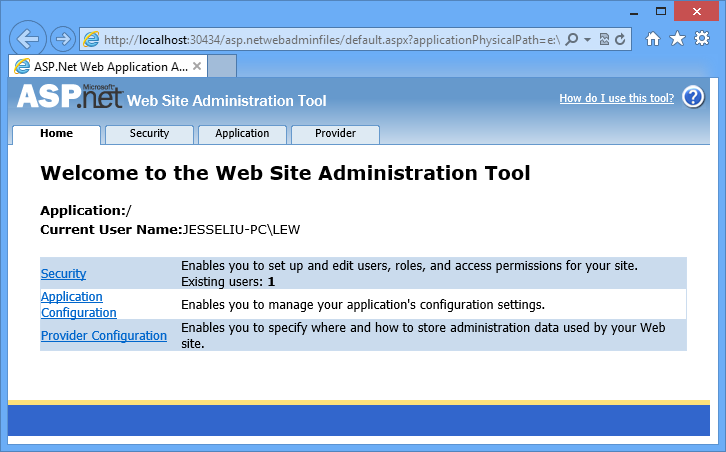 http://localhost:30434/asp.netwebadminfiles/default.aspx?applicationPhysicalPath=e:\
ASP.Net Web Application A...
Microsoft
ASP.net Web Site Administration Tool
How do I use this tool? ?
Home Security Application Provider
Welcome to the Web Site Administration Tool
Application:/
Current User Name:JESSELIU-PC\LEW
Security
Enables you to set up and edit users, roles, and access permissions for your site.
Existing users: 1
Application
Configuration
Enables you to manage your application's configuration settings.
Provider Configuration
Enables you to specify where and how to store administration data used by your Web
site.